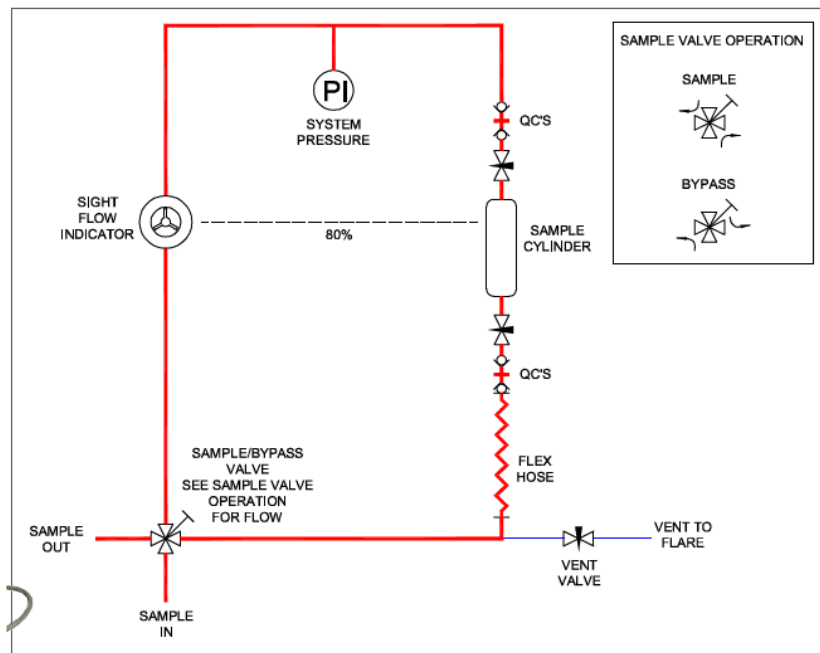 SAMPLE VALVE OPERATION
SAMPLE
BYPASS
PI
SYSTEM
PRESSURE
QC'S
SIGHT
FLOW
INDICATOR
80%
SAMPLE
CYLINDER
QC'S
FLEX
HOSE
SAMPLE/BYPASS
VALVE
SEE SAMPLE VALVE
OPERATION
FOR FLOW
SAMPLE
OUT
SAMPLE
IN
VENT
VALVE
VENT TO
FLARE